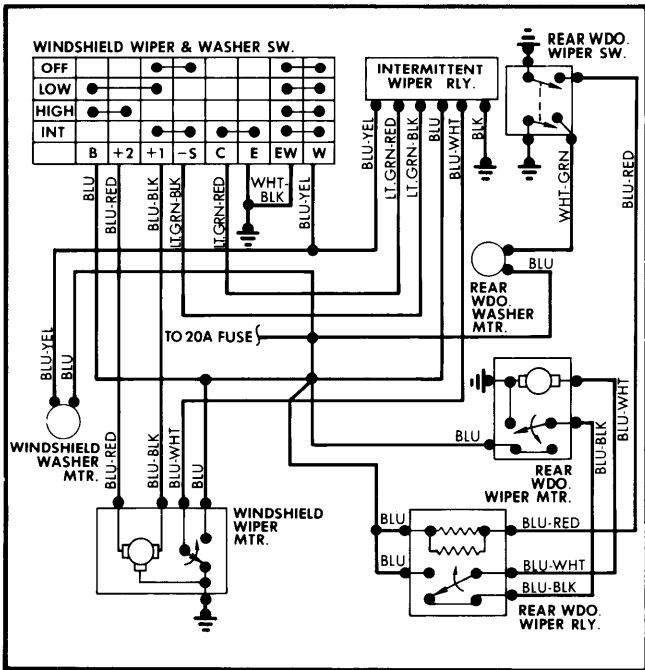 WINDSHIELD WIPER & WASHER SW.
OFF
LOW
HIGH
INT
B +2 +1 -S C E EW W
INTERMITTENT
WIPER RLY.
REAR WDO.
WIPER SW.
BLU
BLU-RED
BLU-BLK
LT.GRN-BLK
LT.GRN-RED
WHT-
BLK
BLU-YEL
BLU-YEL
LT.GRN-RED
LT.GRN-BLK
BLU
BLU-WHT
BLK
WHT-GRN
BLU-RED
BLU
REAR
WDO.
WASHER
MTR.
TO 20A FUSE
BLU-YEL
BLU
WINDSHIELD
WASHER
MTR.
BLU-RED
BLU-BLK
BLU-WHT
BLU
WINDSHIELD
WIPER
MTR.
BLU
BLU-BLK
BLU-WHT
REAR
WDO.
WIPER MTR.
BLU
BLU
BLU-RED
BLU-WHT
BLU-BLK
REAR WDO.
WIPER RLY.